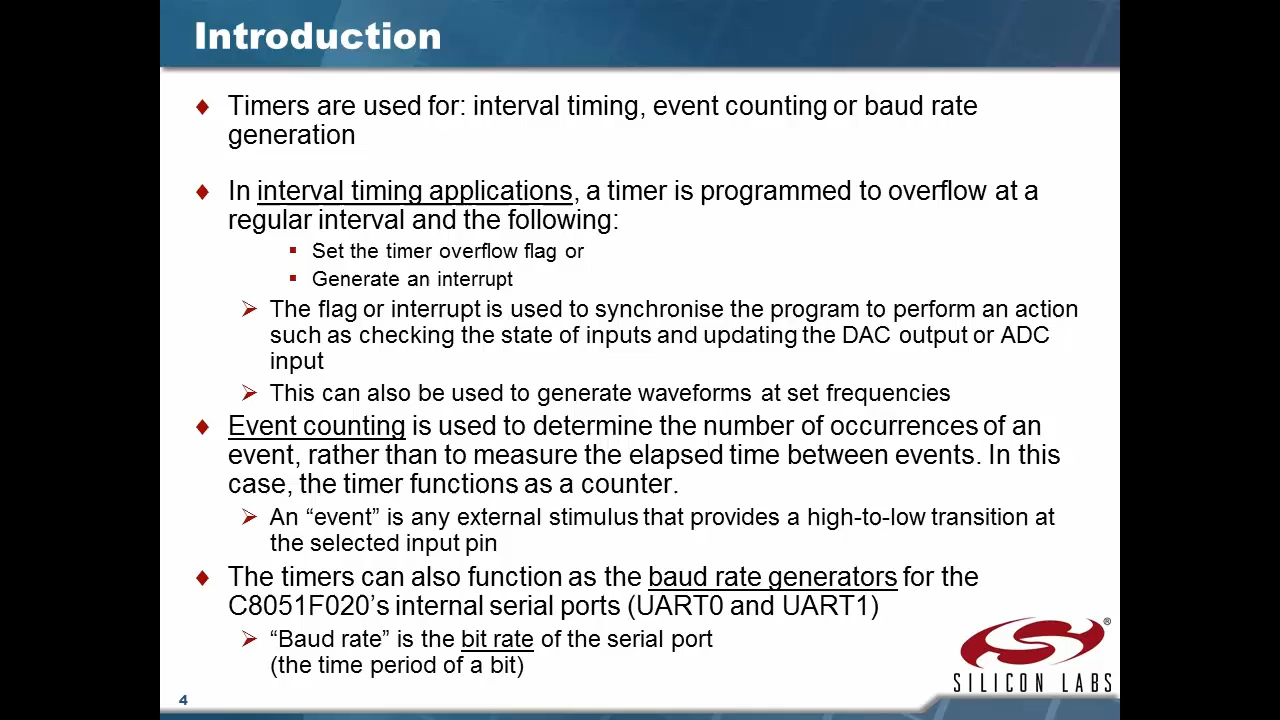 Introduction
♦ Timers are used for: interval timing, event counting or baud rate
generation
♦ In interval timing applications, a timer is programmed to overflow at a
regular interval and the following:
▪ Set the timer overflow flag or
▪ Generate an interrupt
➢ The flag or interrupt is used to synchronise the program to perform an action
such as checking the state of inputs and updating the DAC output or ADC
input
➢ This can also be used to generate waveforms at set frequencies
♦ Event counting is used to determine the number of occurrences of an
event, rather than to measure the elapsed time between events. In this
case, the timer functions as a counter.
➢ An “event” is any external stimulus that provides a high-to-low transition at
the selected input pin
♦ The timers can also function as the baud rate generators for the
C8051F020’s internal serial ports (UART0 and UART1)
➢ “Baud rate” is the bit rate of the serial port
(the time period of a bit)
®
SILICON LABS
4